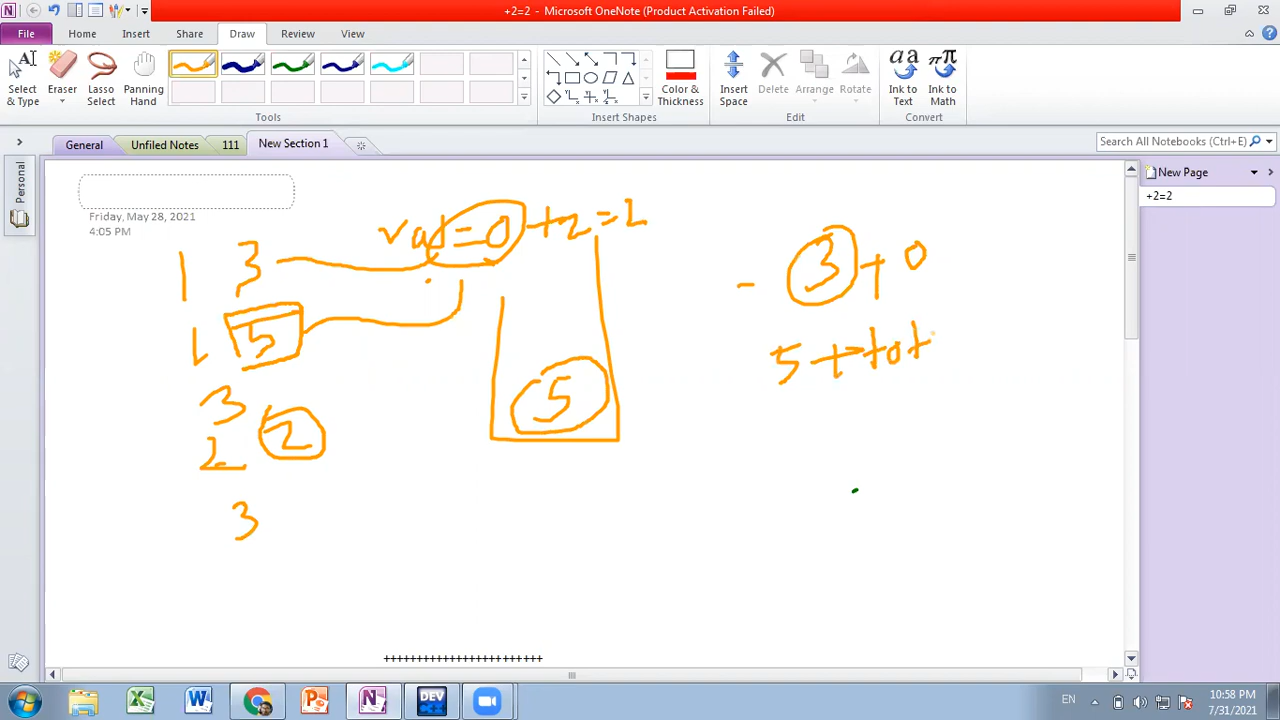 +2=2 - Microsoft OneNote (Product Activation Failed)
File Home Insert Share Draw Review View
Select & Type
Eraser
Lasso Select
Panning Hand
Insert Space
Delete
Arrange
Rotate
Color & Thickness
Ink to Text
Ink to Math
Tools
Insert Shapes
Edit
Convert
General Unfiled Notes 111 New Section 1
Search All Notebooks (Ctrl+E)
Personal
New Page
+2=2
Friday, May 28, 2021
4:05 PM
val=0 +2=2
1 3
3+0
1 5
5+tot
5
3
2 2
3
++++++++++++++++++++++++
EN
10:58 PM
7/31/2021
DEV
C++